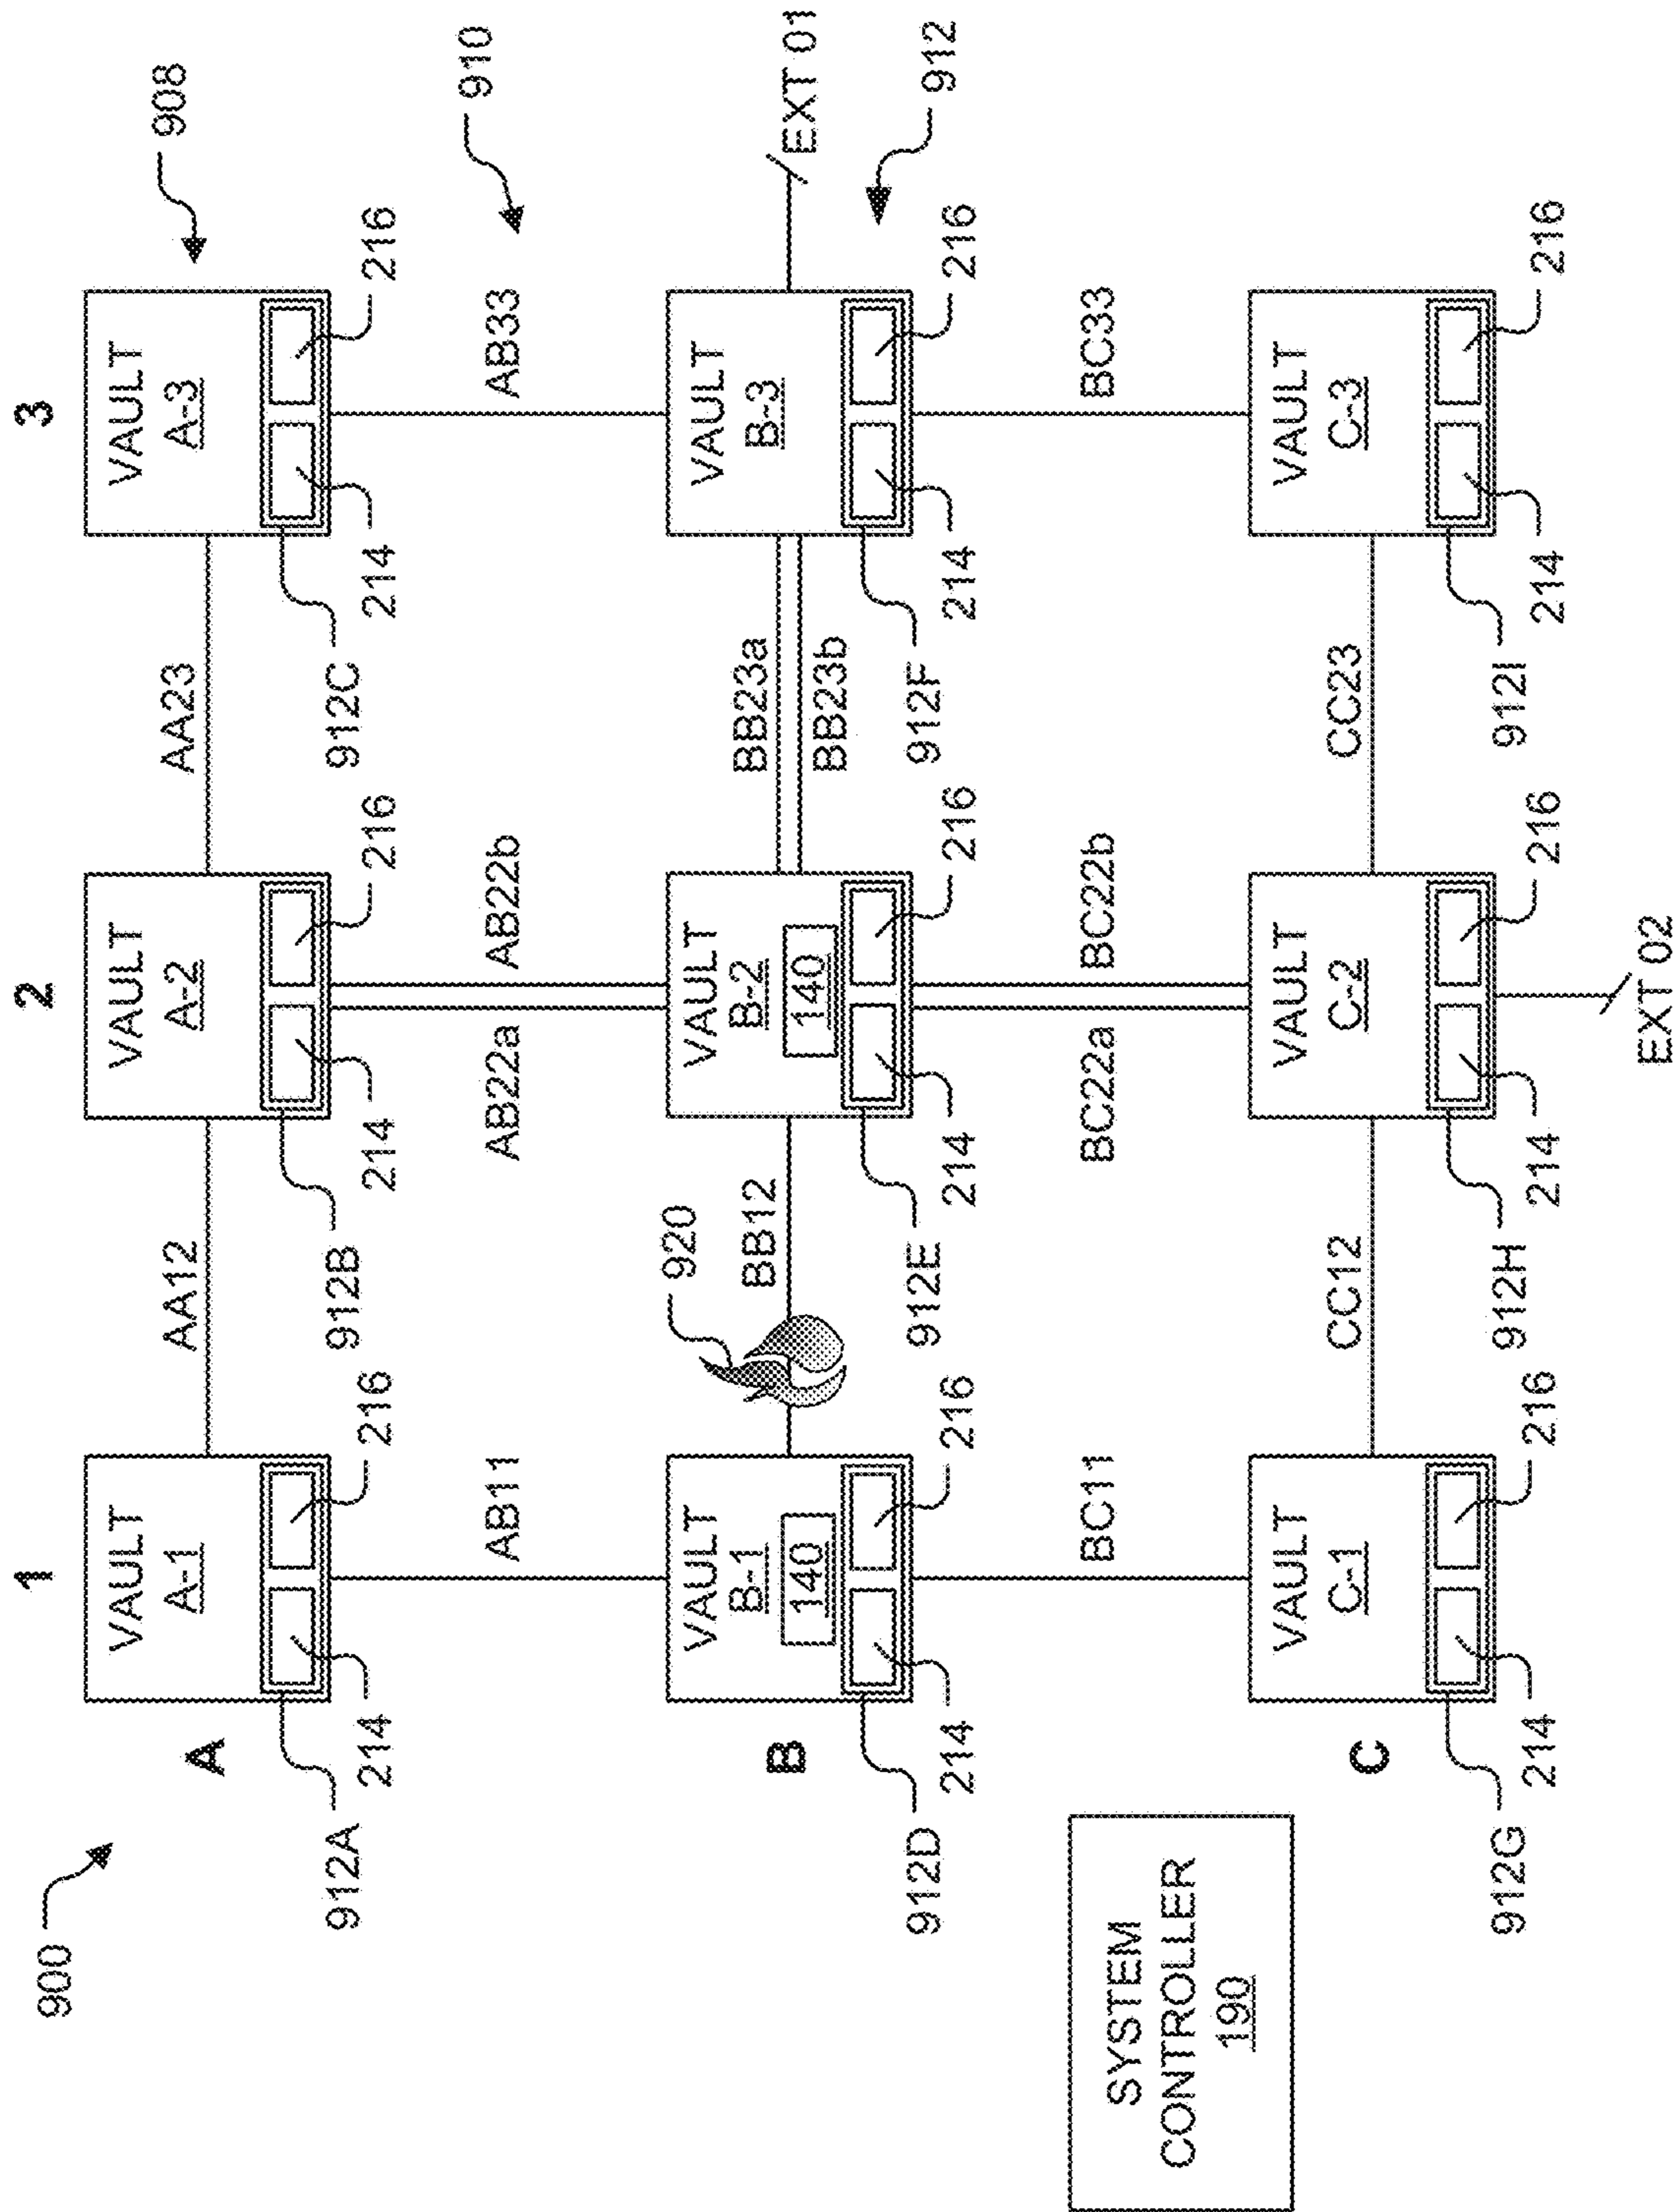 900
908
910
912
1
2
3
A
B
C
VAULT
A-1
912A
214
216
AA12
VAULT
A-2
912B
214
216
AA23
VAULT
A-3
912C
214
216
AB11
AB22a
AB22b
AB33
VAULT
B-1
140
912D
214
216
920
BB12
VAULT
B-2
140
912E
214
216
BB23a
BB23b
VAULT
B-3
912F
214
216
EXT 01
BC11
BC22a
BC22b
BC33
VAULT
C-1
912G
214
216
CC12
VAULT
C-2
912H
214
216
EXT 02
CC23
VAULT
C-3
912I
214
216
SYSTEM
CONTROLLER
190